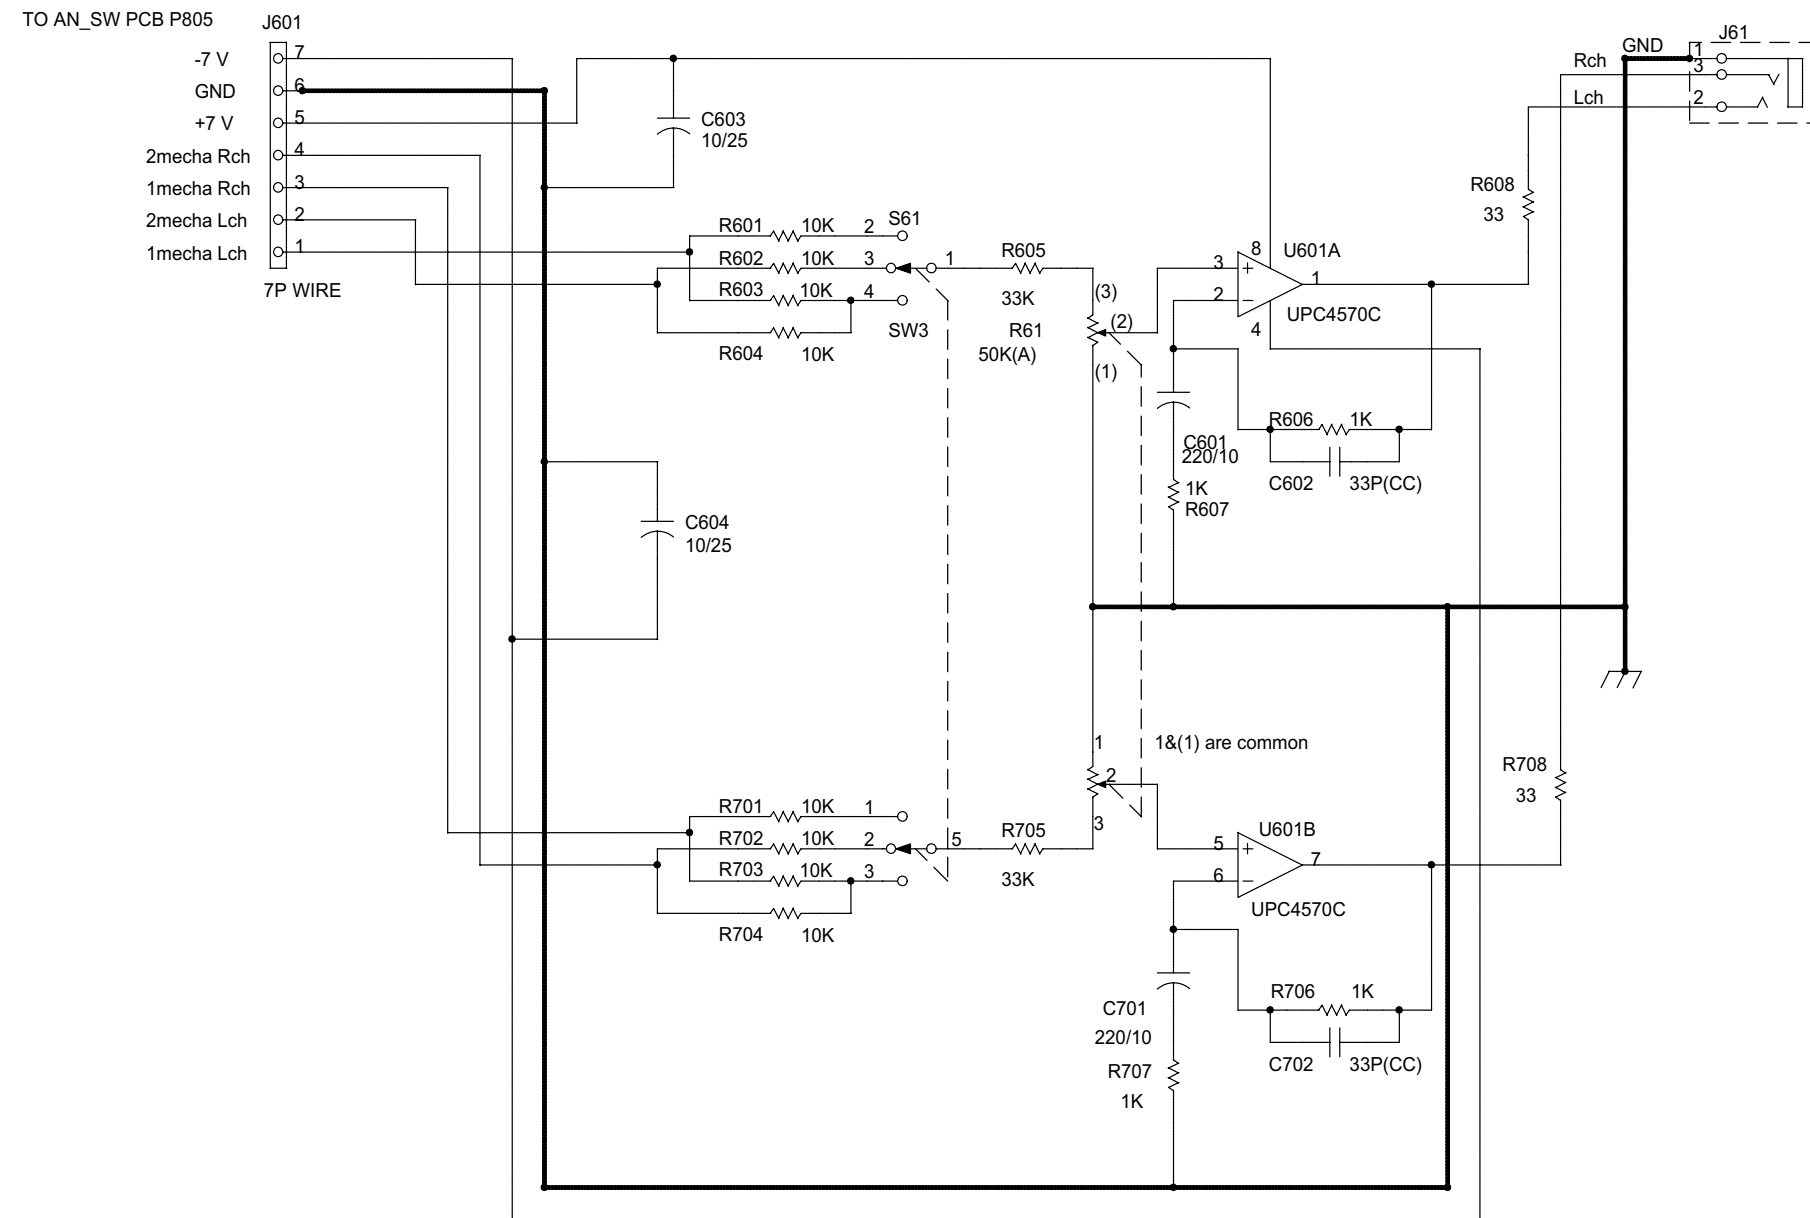 TO AN_SW PCB P805
J601
-7 V
7
GND
6
+7 V
5
2mecha Rch
4
1mecha Rch
3
2mecha Lch
2
1mecha Lch
1
7P WIRE
C603
10/25
R601
10K
2
S61
R602
10K
3
1
R603
10K
4
SW3
R604
10K
R605
33K
(3)
R61
(2)
50K(A)
(1)
8
U601A
3
+
1
2
−
UPC4570C
4
R606
1K
C601
220/10
C602
33P(CC)
1K
R607
R608
33
GND
J61
Rch
1
3
Lch
2
C604
10/25
1
1&(1) are common
2
3
R701
10K
1
R702
10K
2
5
R703
10K
3
R704
10K
R705
33K
U601B
5
+
7
6
−
UPC4570C
R708
33
C701
220/10
R706
1K
C702
33P(CC)
R707
1K